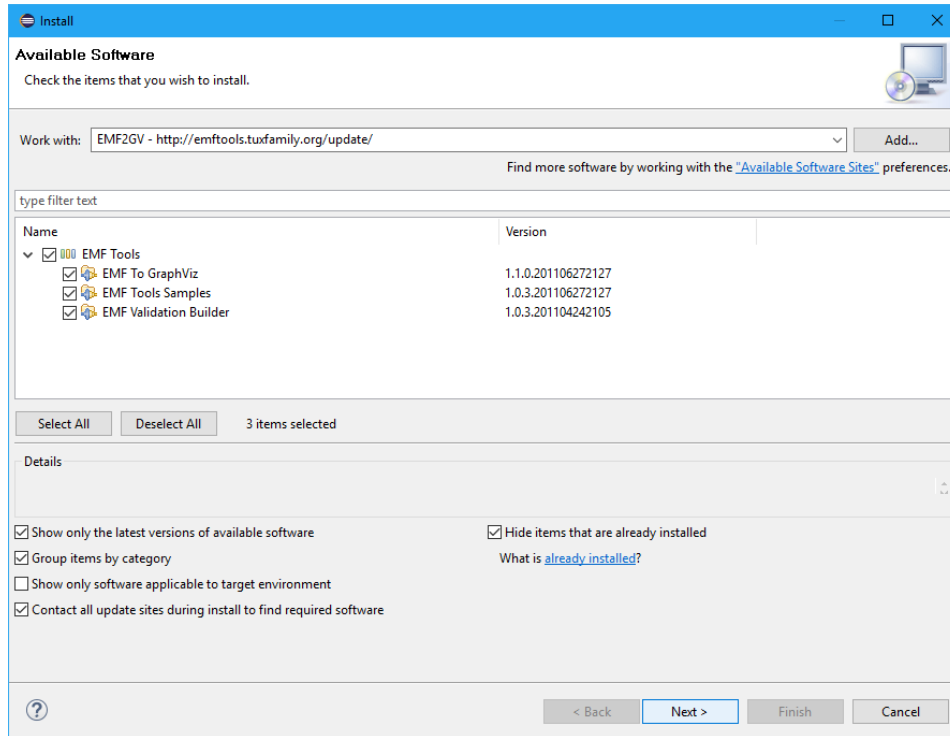 Install
Available Software
Check the items that you wish to install.
Work with: EMF2GV - http://emftools.tuxfamily.org/update/ Add...
Find more software by working with the "Available Software Sites" preferences.
type filter text
Name Version
EMF Tools
EMF To GraphViz 1.1.0.201106272127
EMF Tools Samples 1.0.3.201106272127
EMF Validation Builder 1.0.3.201104242105
Select All Deselect All 3 items selected
Details
Show only the latest versions of available software Hide items that are already installed
Group items by category What is already installed?
Show only software applicable to target environment
Contact all update sites during install to find required software
? < Back Next > Finish Cancel